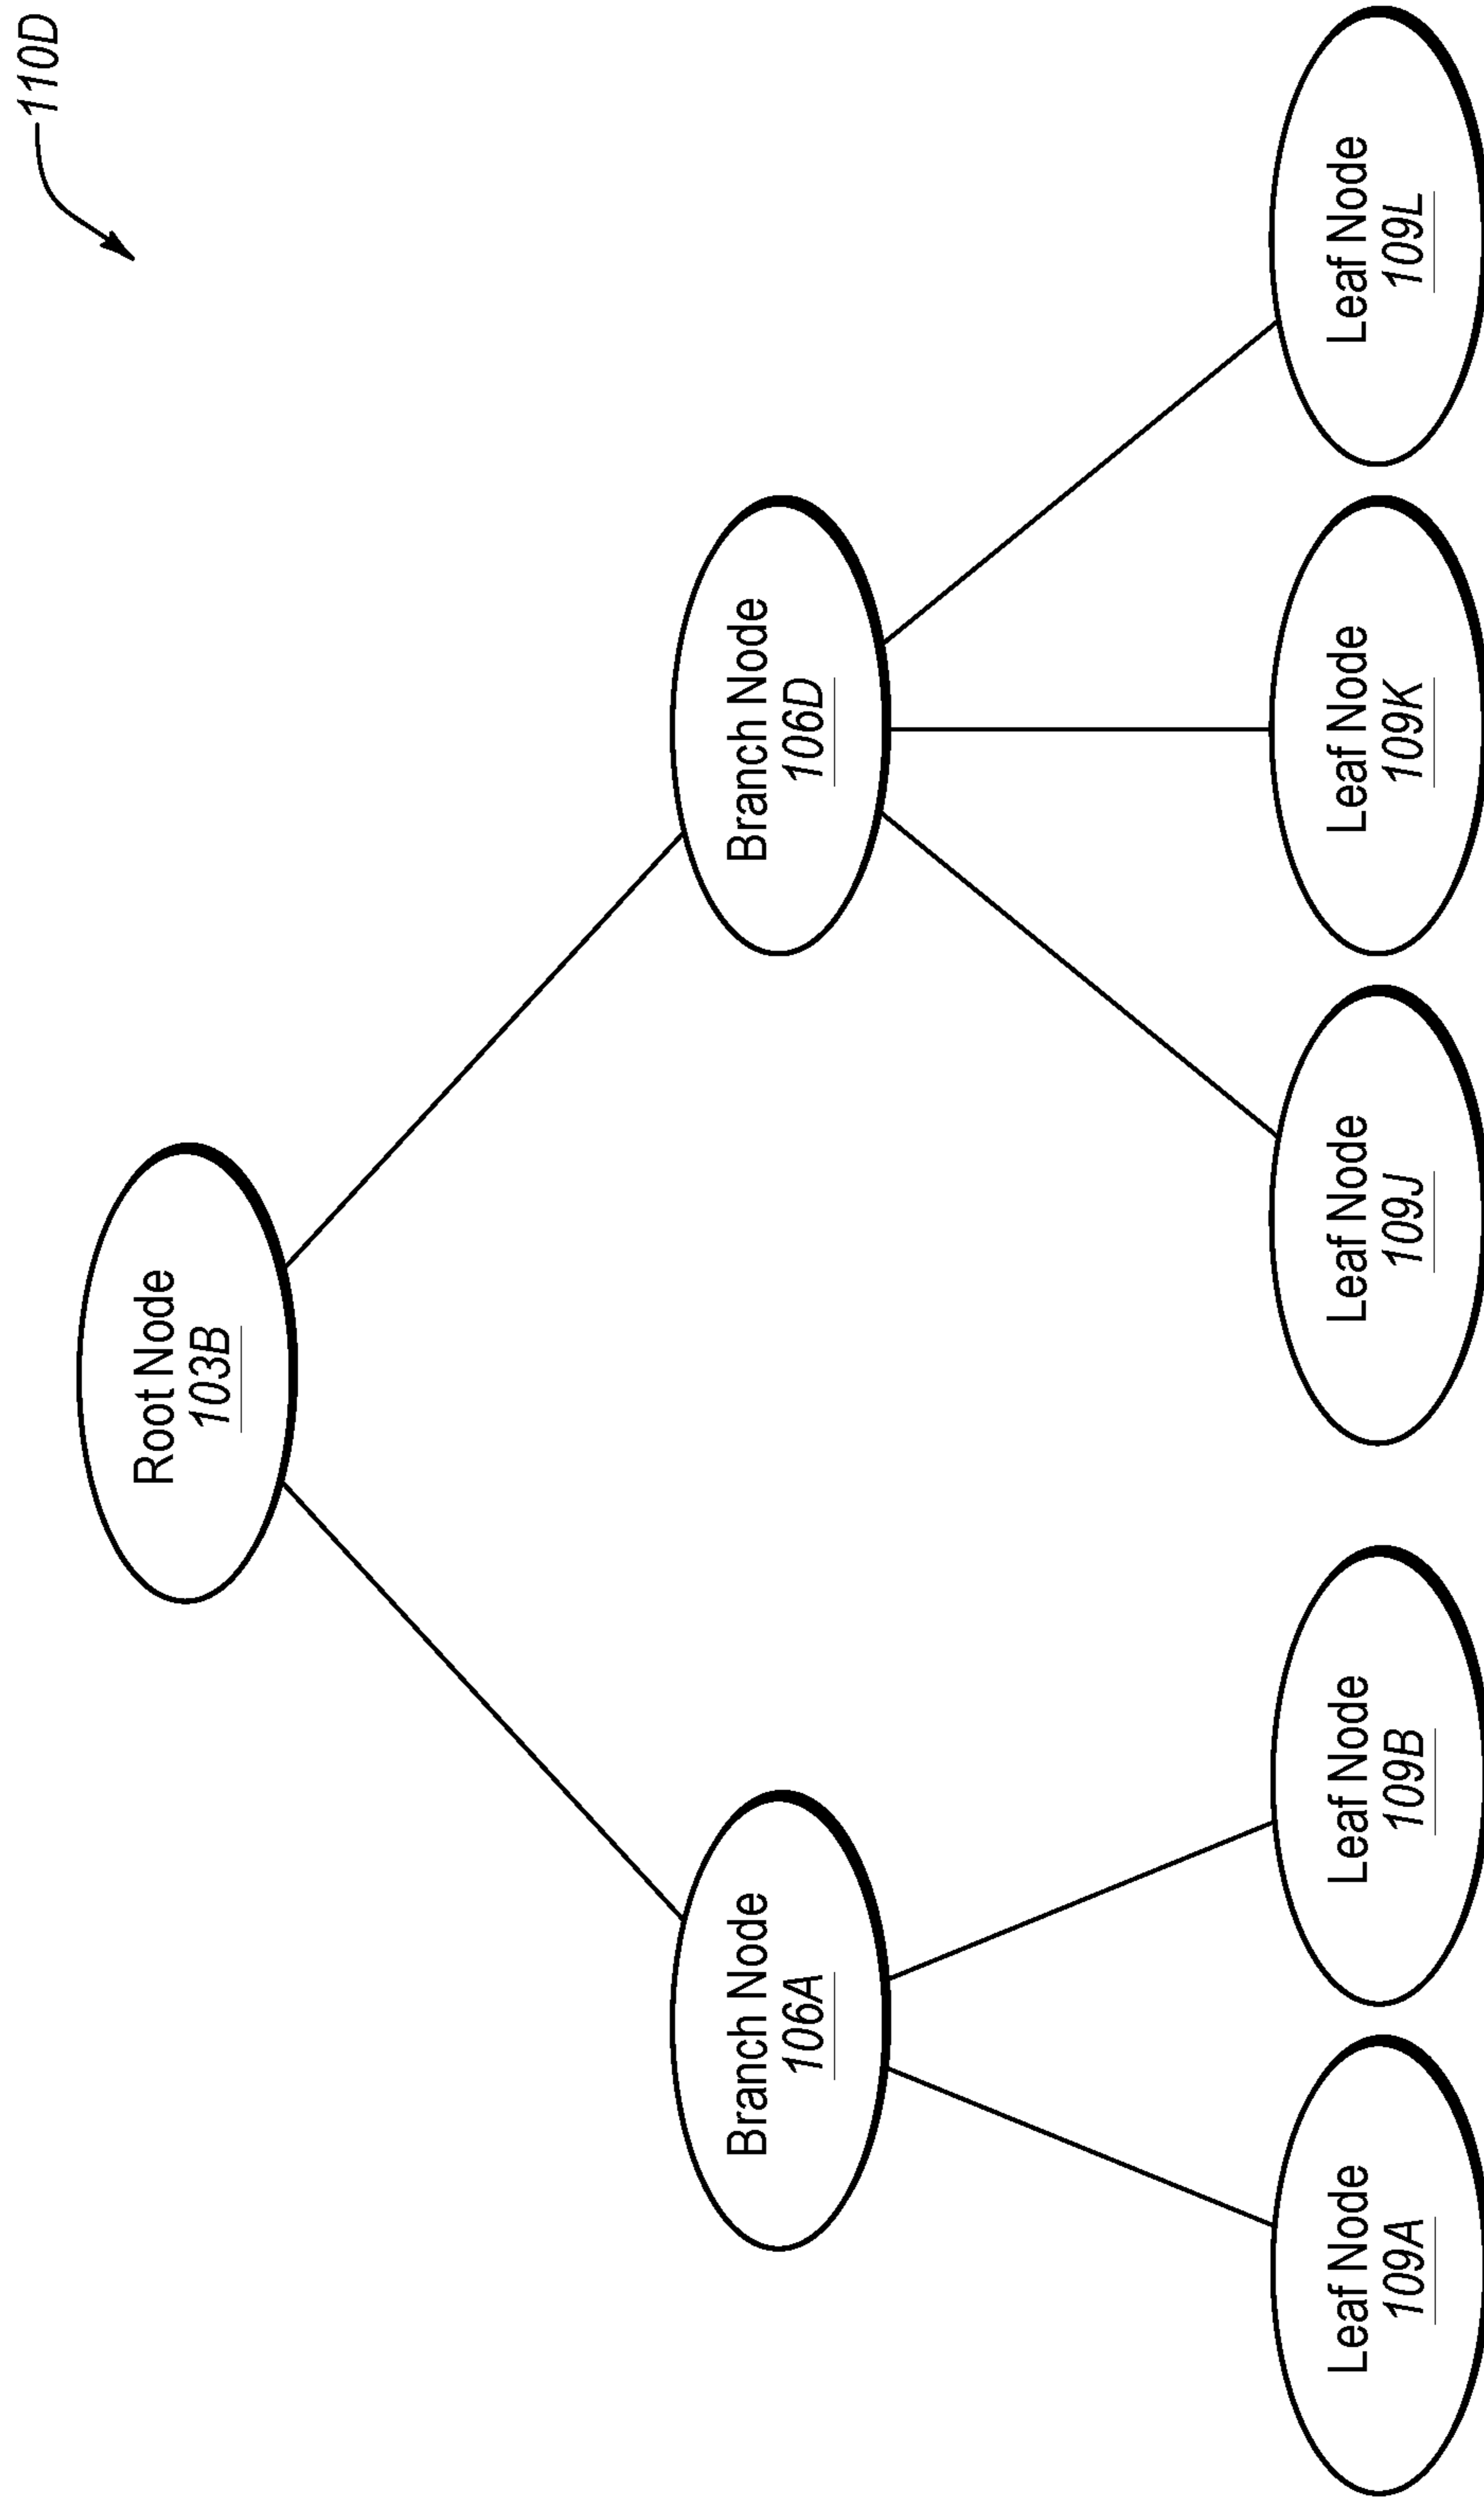 110D
Root Node
103B
Branch Node
106A
Branch Node
106D
Leaf Node
109A
Leaf Node
109B
Leaf Node
109J
Leaf Node
109K
Leaf Node
109L